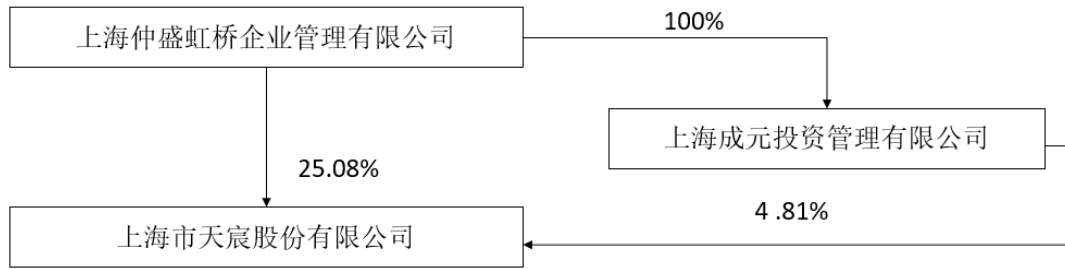 上海仲盛虹桥企业管理有限公司
100%
上海成元投资管理有限公司
25.08%
4 .81%
上海市天宸股份有限公司